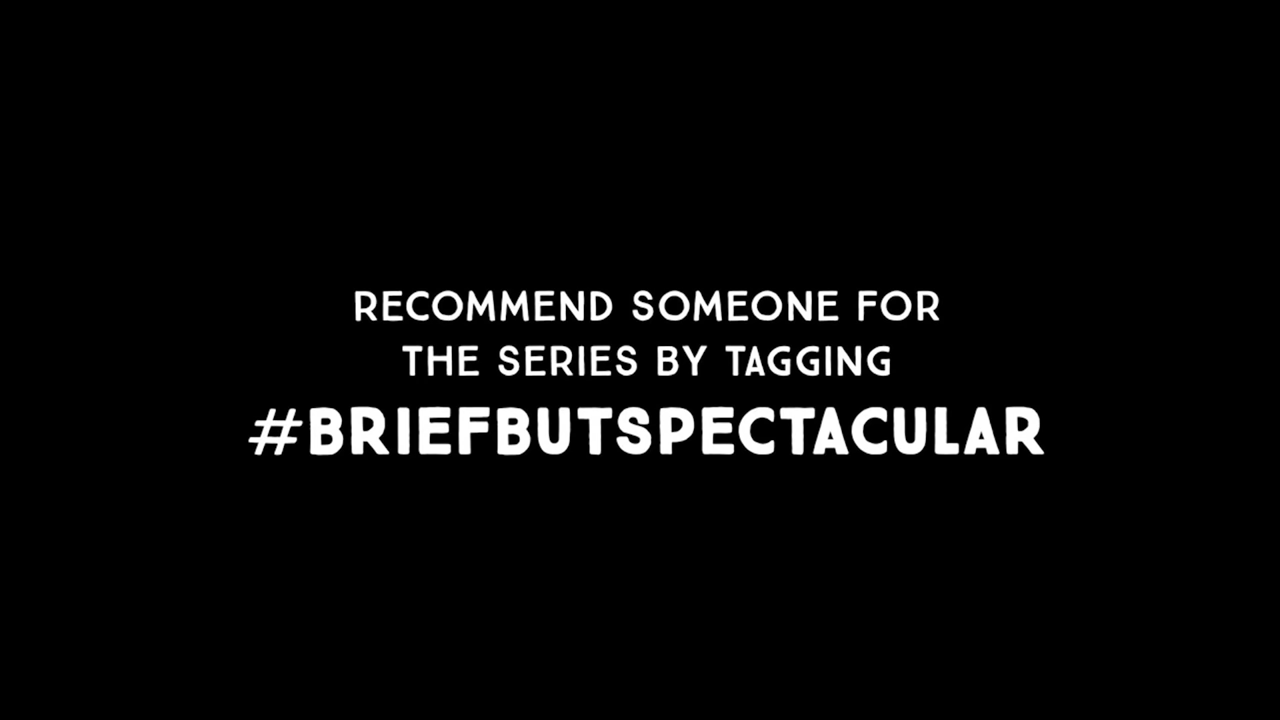 RECOMMEND SOMEONE FOR
THE SERIES BY TAGGING
#BRIEFBUTSPECTACULAR